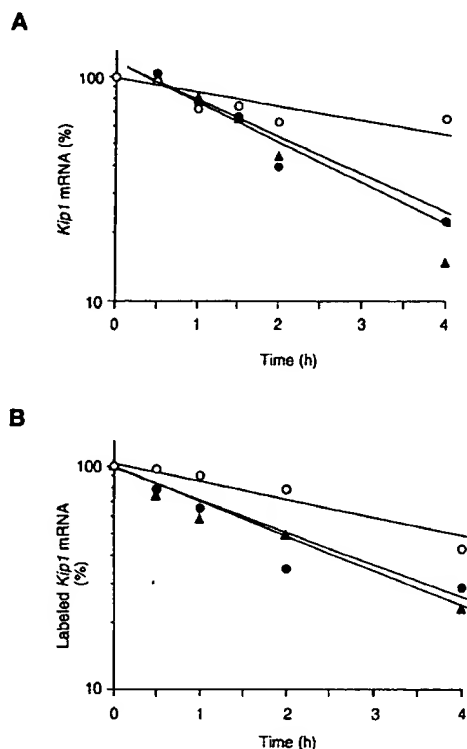 A
Kip1 mRNA (%)
100
10
0 1 2 3 4
Time (h)
B
Labeled Kip1 mRNA
(%)
100
10
0 1 2 3 4
Time (h)